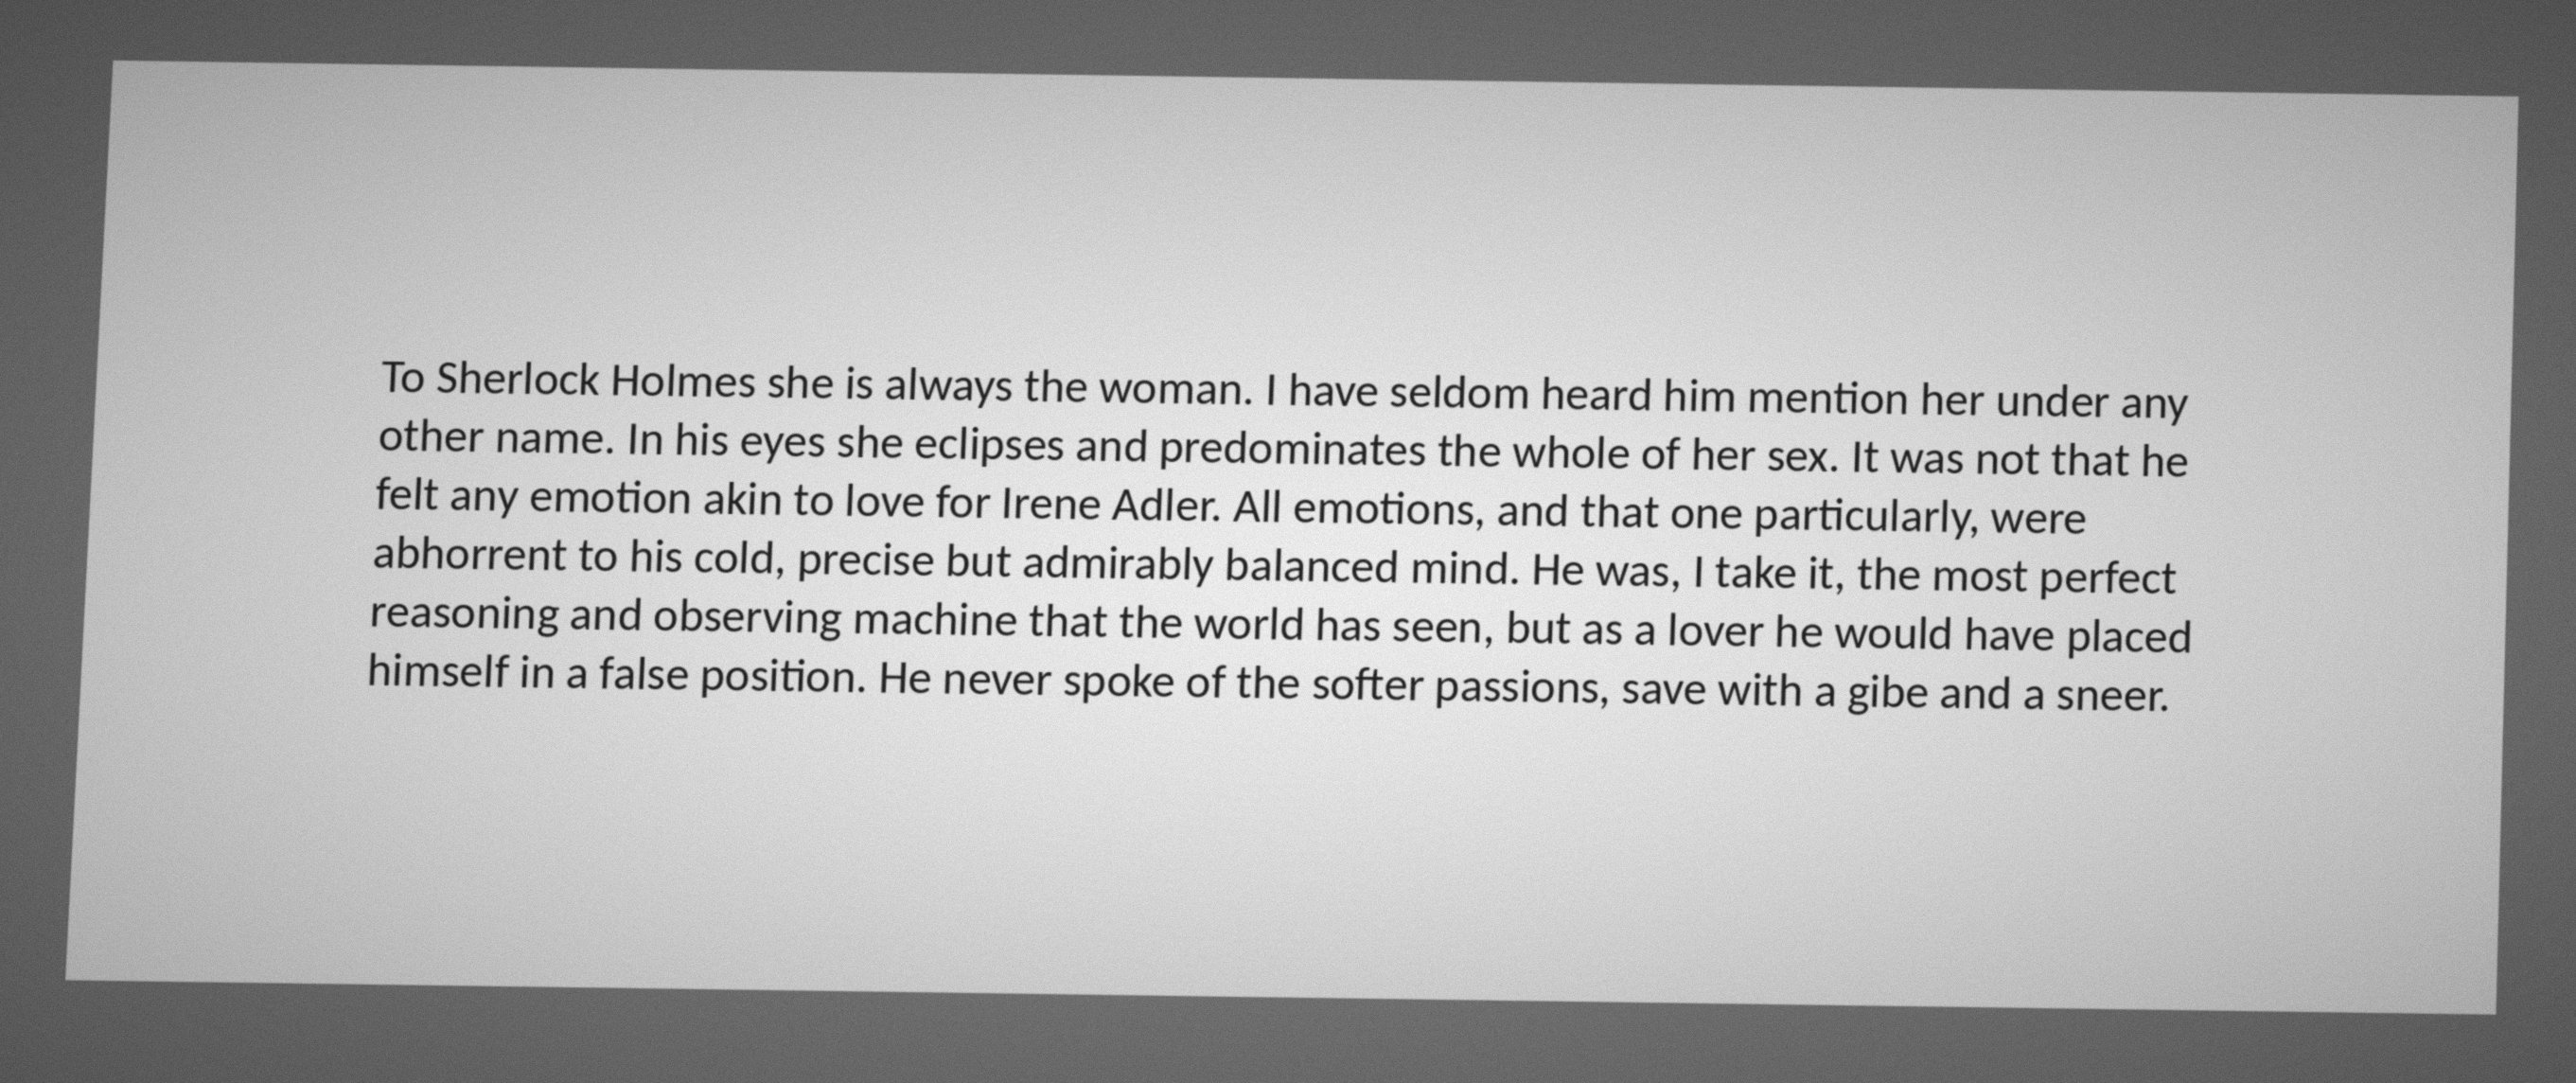 To Sherlock Holmes she is always the woman. I have seldom heard him mention her under any
other name. In his eyes she eclipses and predominates the whole of her sex. It was not that he
felt any emotion akin to love for Irene Adler. All emotions, and that one particularly, were
abhorrent to his cold, precise but admirably balanced mind. He was, I take it, the most perfect
reasoning and observing machine that the world has seen, but as a lover he would have placed
himself in a false position. He never spoke of the softer passions, save with a gibe and a sneer.